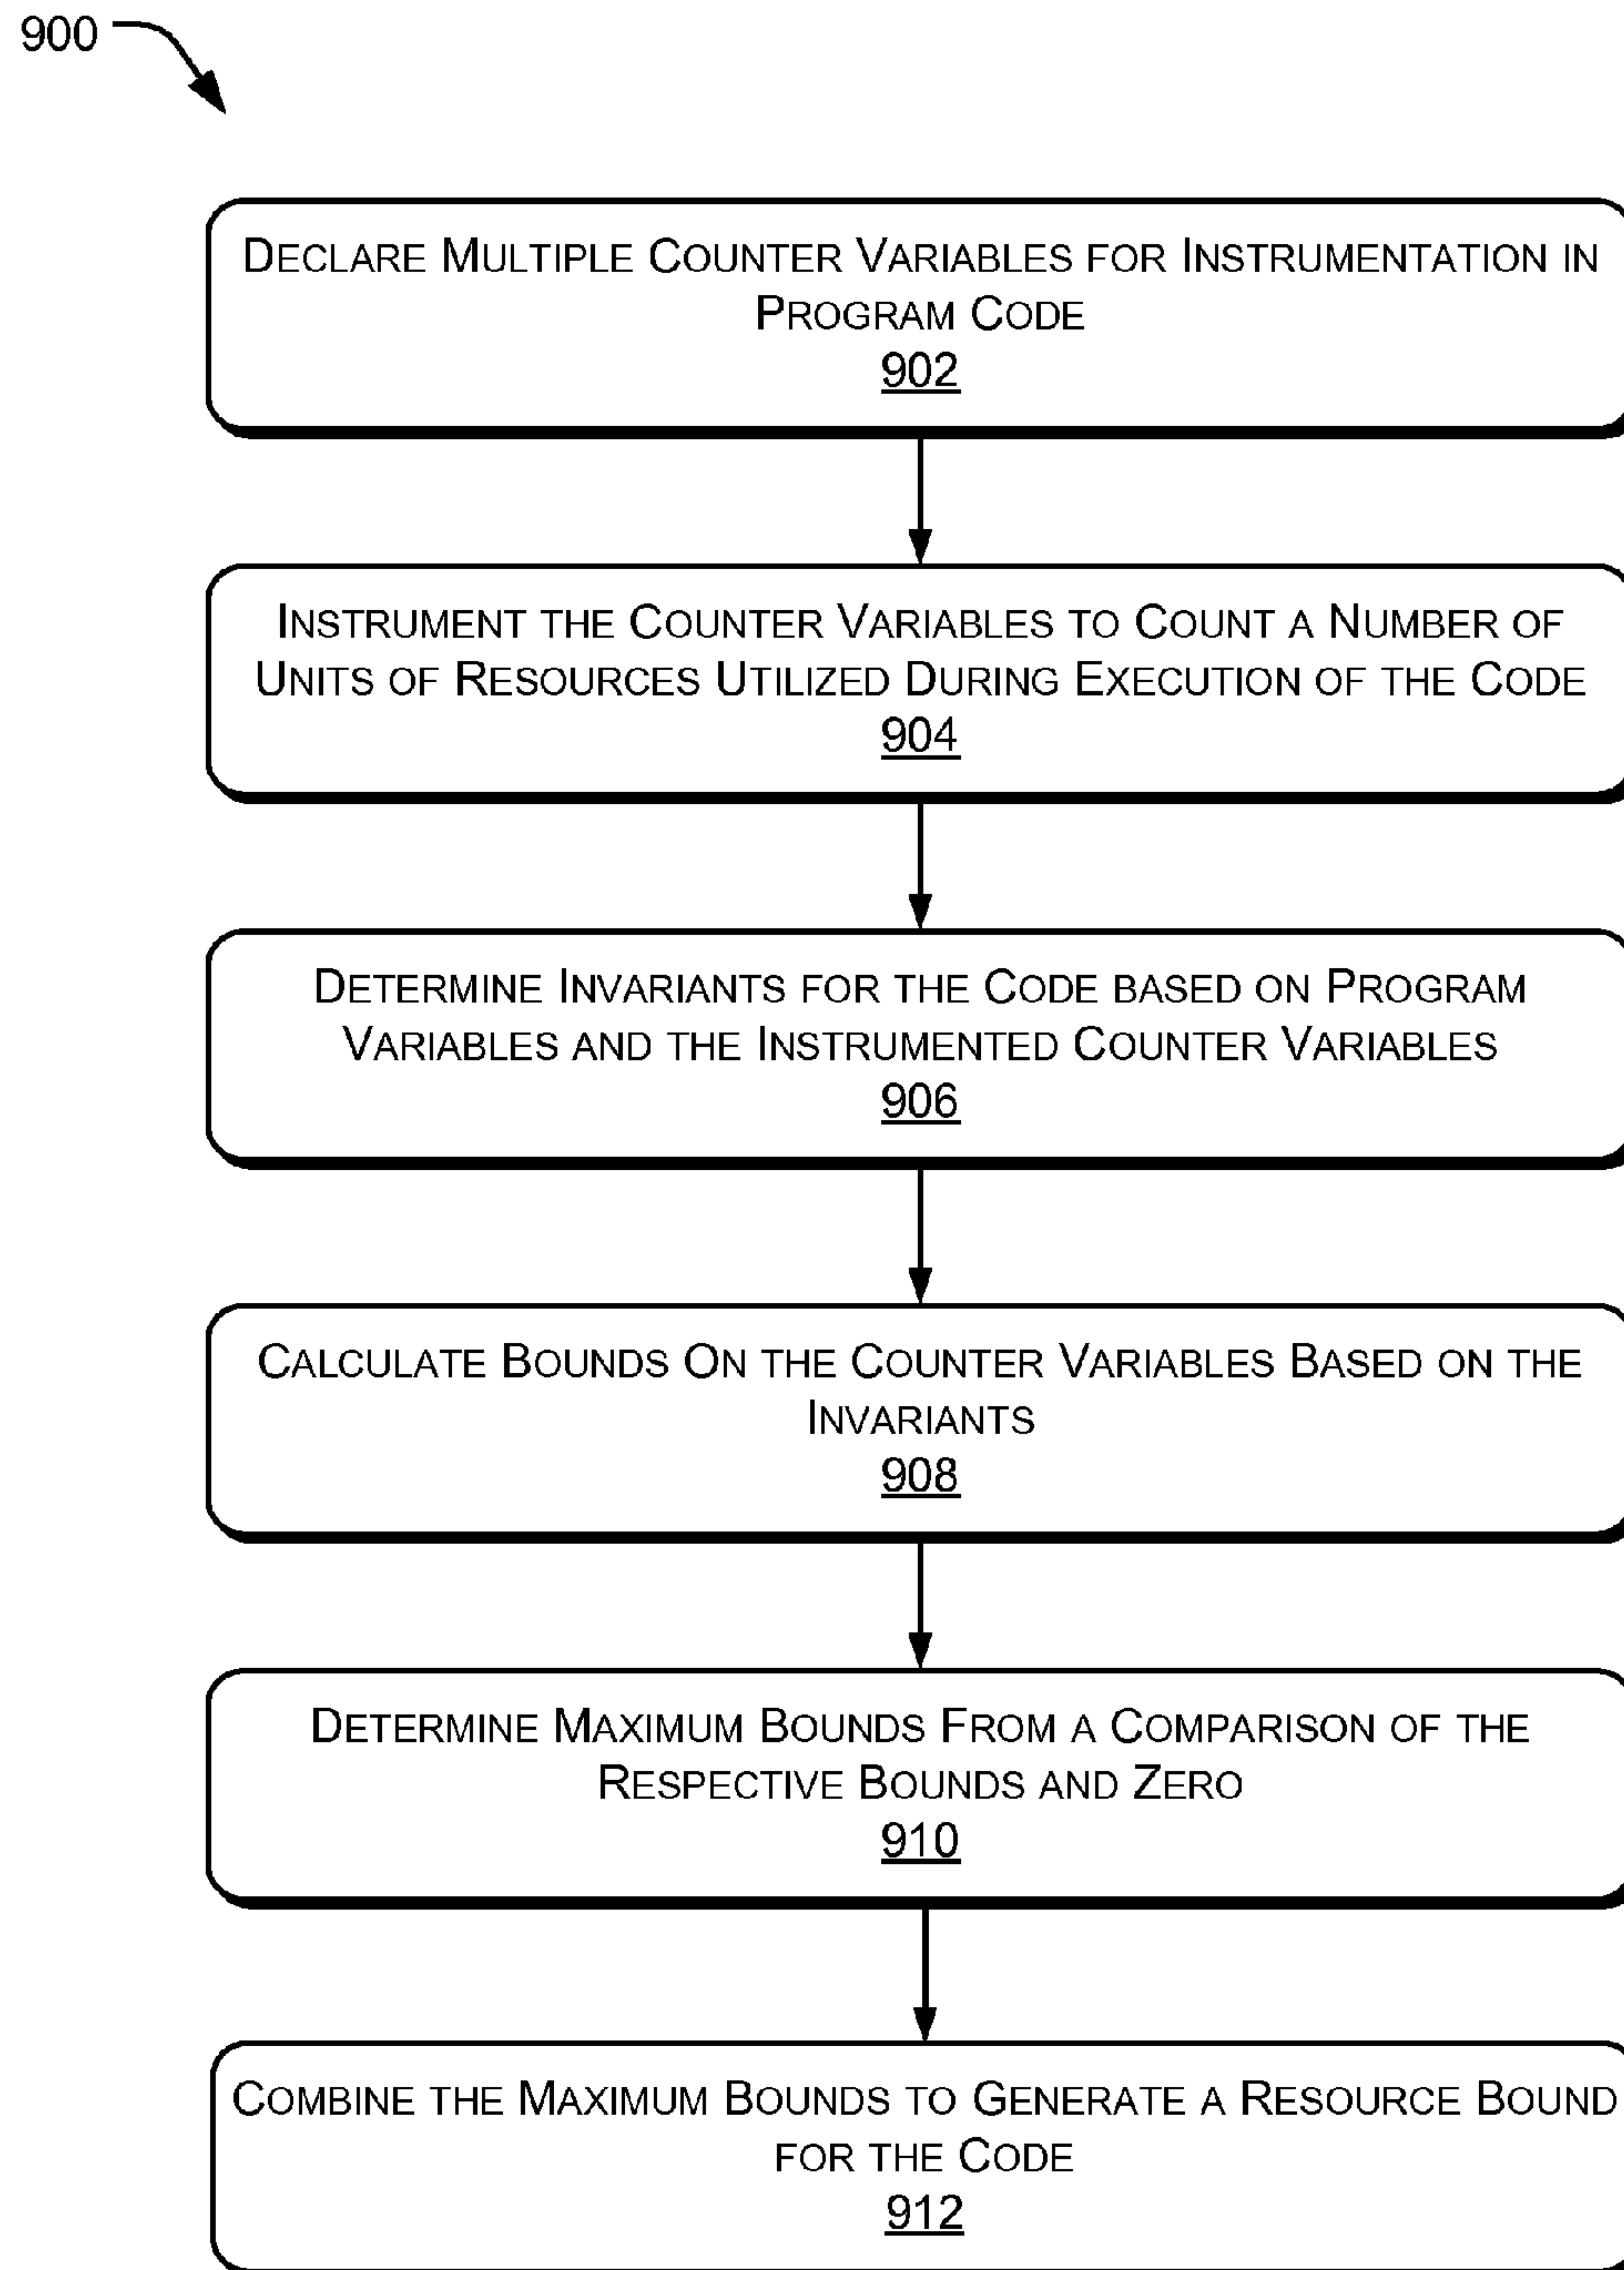 900
DECLARE MULTIPLE COUNTER VARIABLES FOR INSTRUMENTATION IN
PROGRAM CODE
902
INSTRUMENT THE COUNTER VARIABLES TO COUNT A NUMBER OF
UNITS OF RESOURCES UTILIZED DURING EXECUTION OF THE CODE
904
DETERMINE INVARIANTS FOR THE CODE BASED ON PROGRAM
VARIABLES AND THE INSTRUMENTED COUNTER VARIABLES
906
CALCULATE BOUNDS ON THE COUNTER VARIABLES BASED ON THE
INVARIANTS
908
DETERMINE MAXIMUM BOUNDS FROM A COMPARISON OF THE
RESPECTIVE BOUNDS AND ZERO
910
COMBINE THE MAXIMUM BOUNDS TO GENERATE A RESOURCE BOUND
FOR THE CODE
912